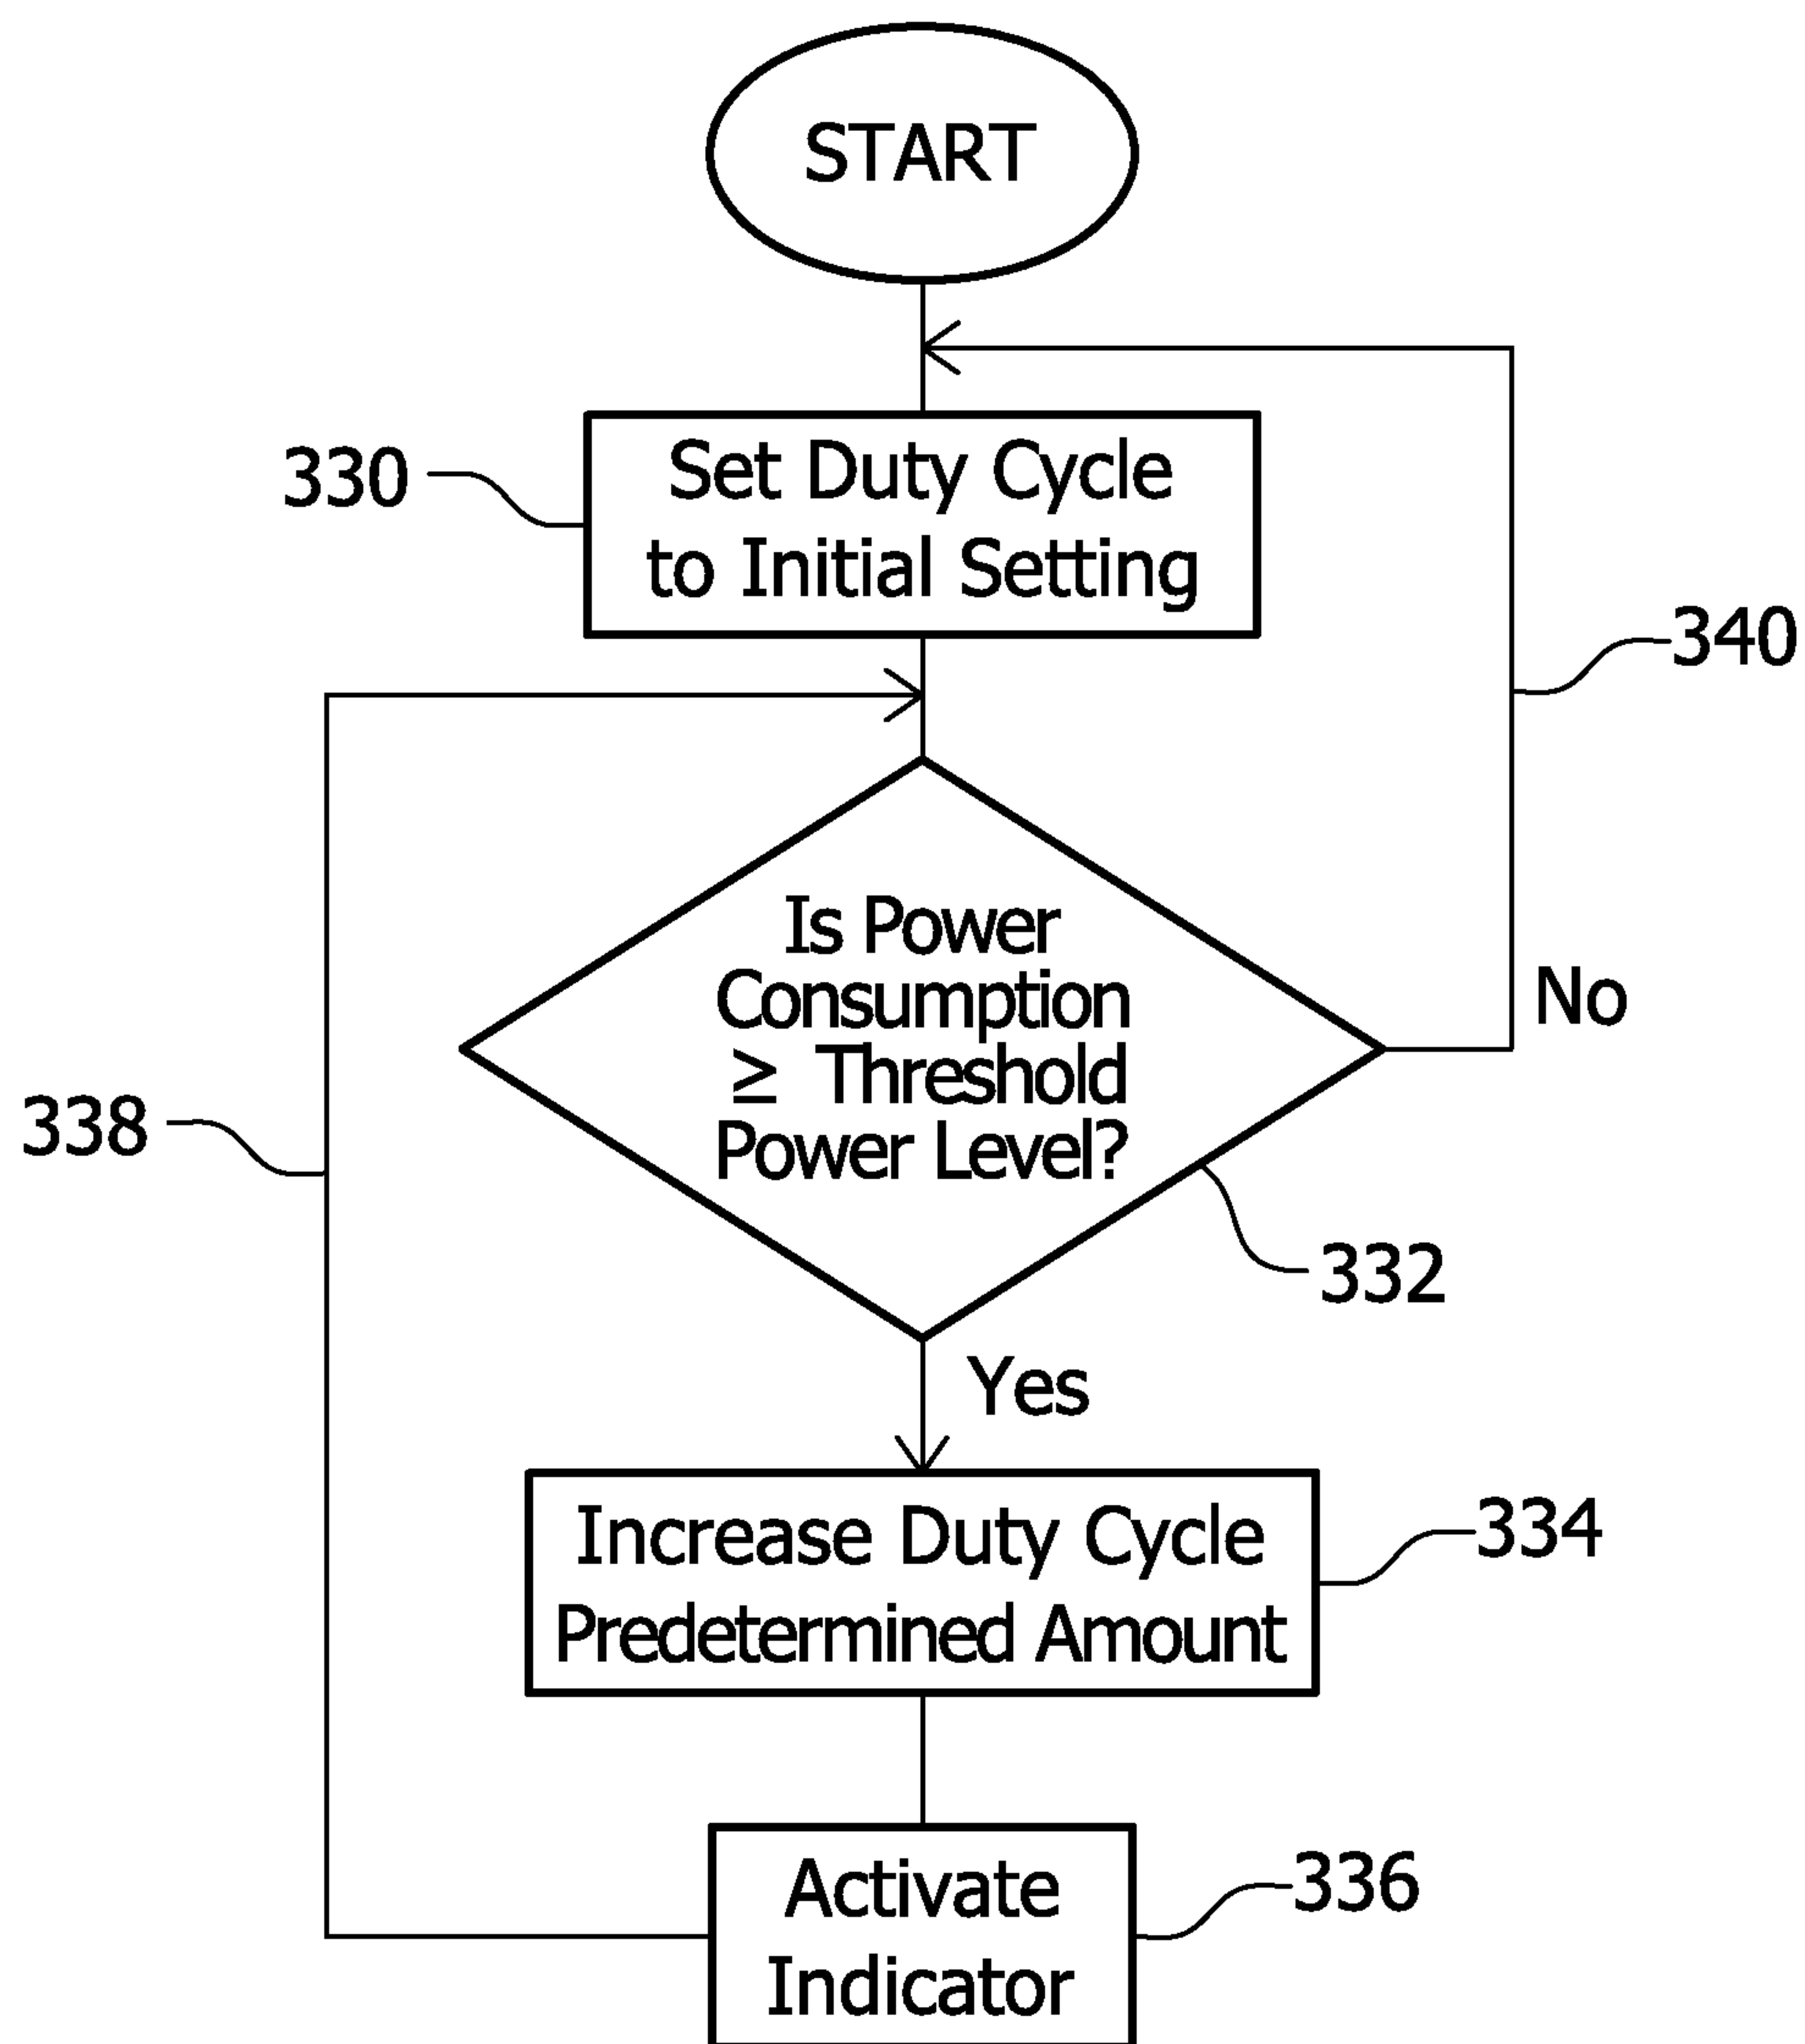 START
330
Set Duty Cycle
to Initial Setting
340
Is Power
Consumption
≥ Threshold
Power Level?
No
338
332
Yes
Increase Duty Cycle
Predetermined Amount
334
Activate
Indicator
336